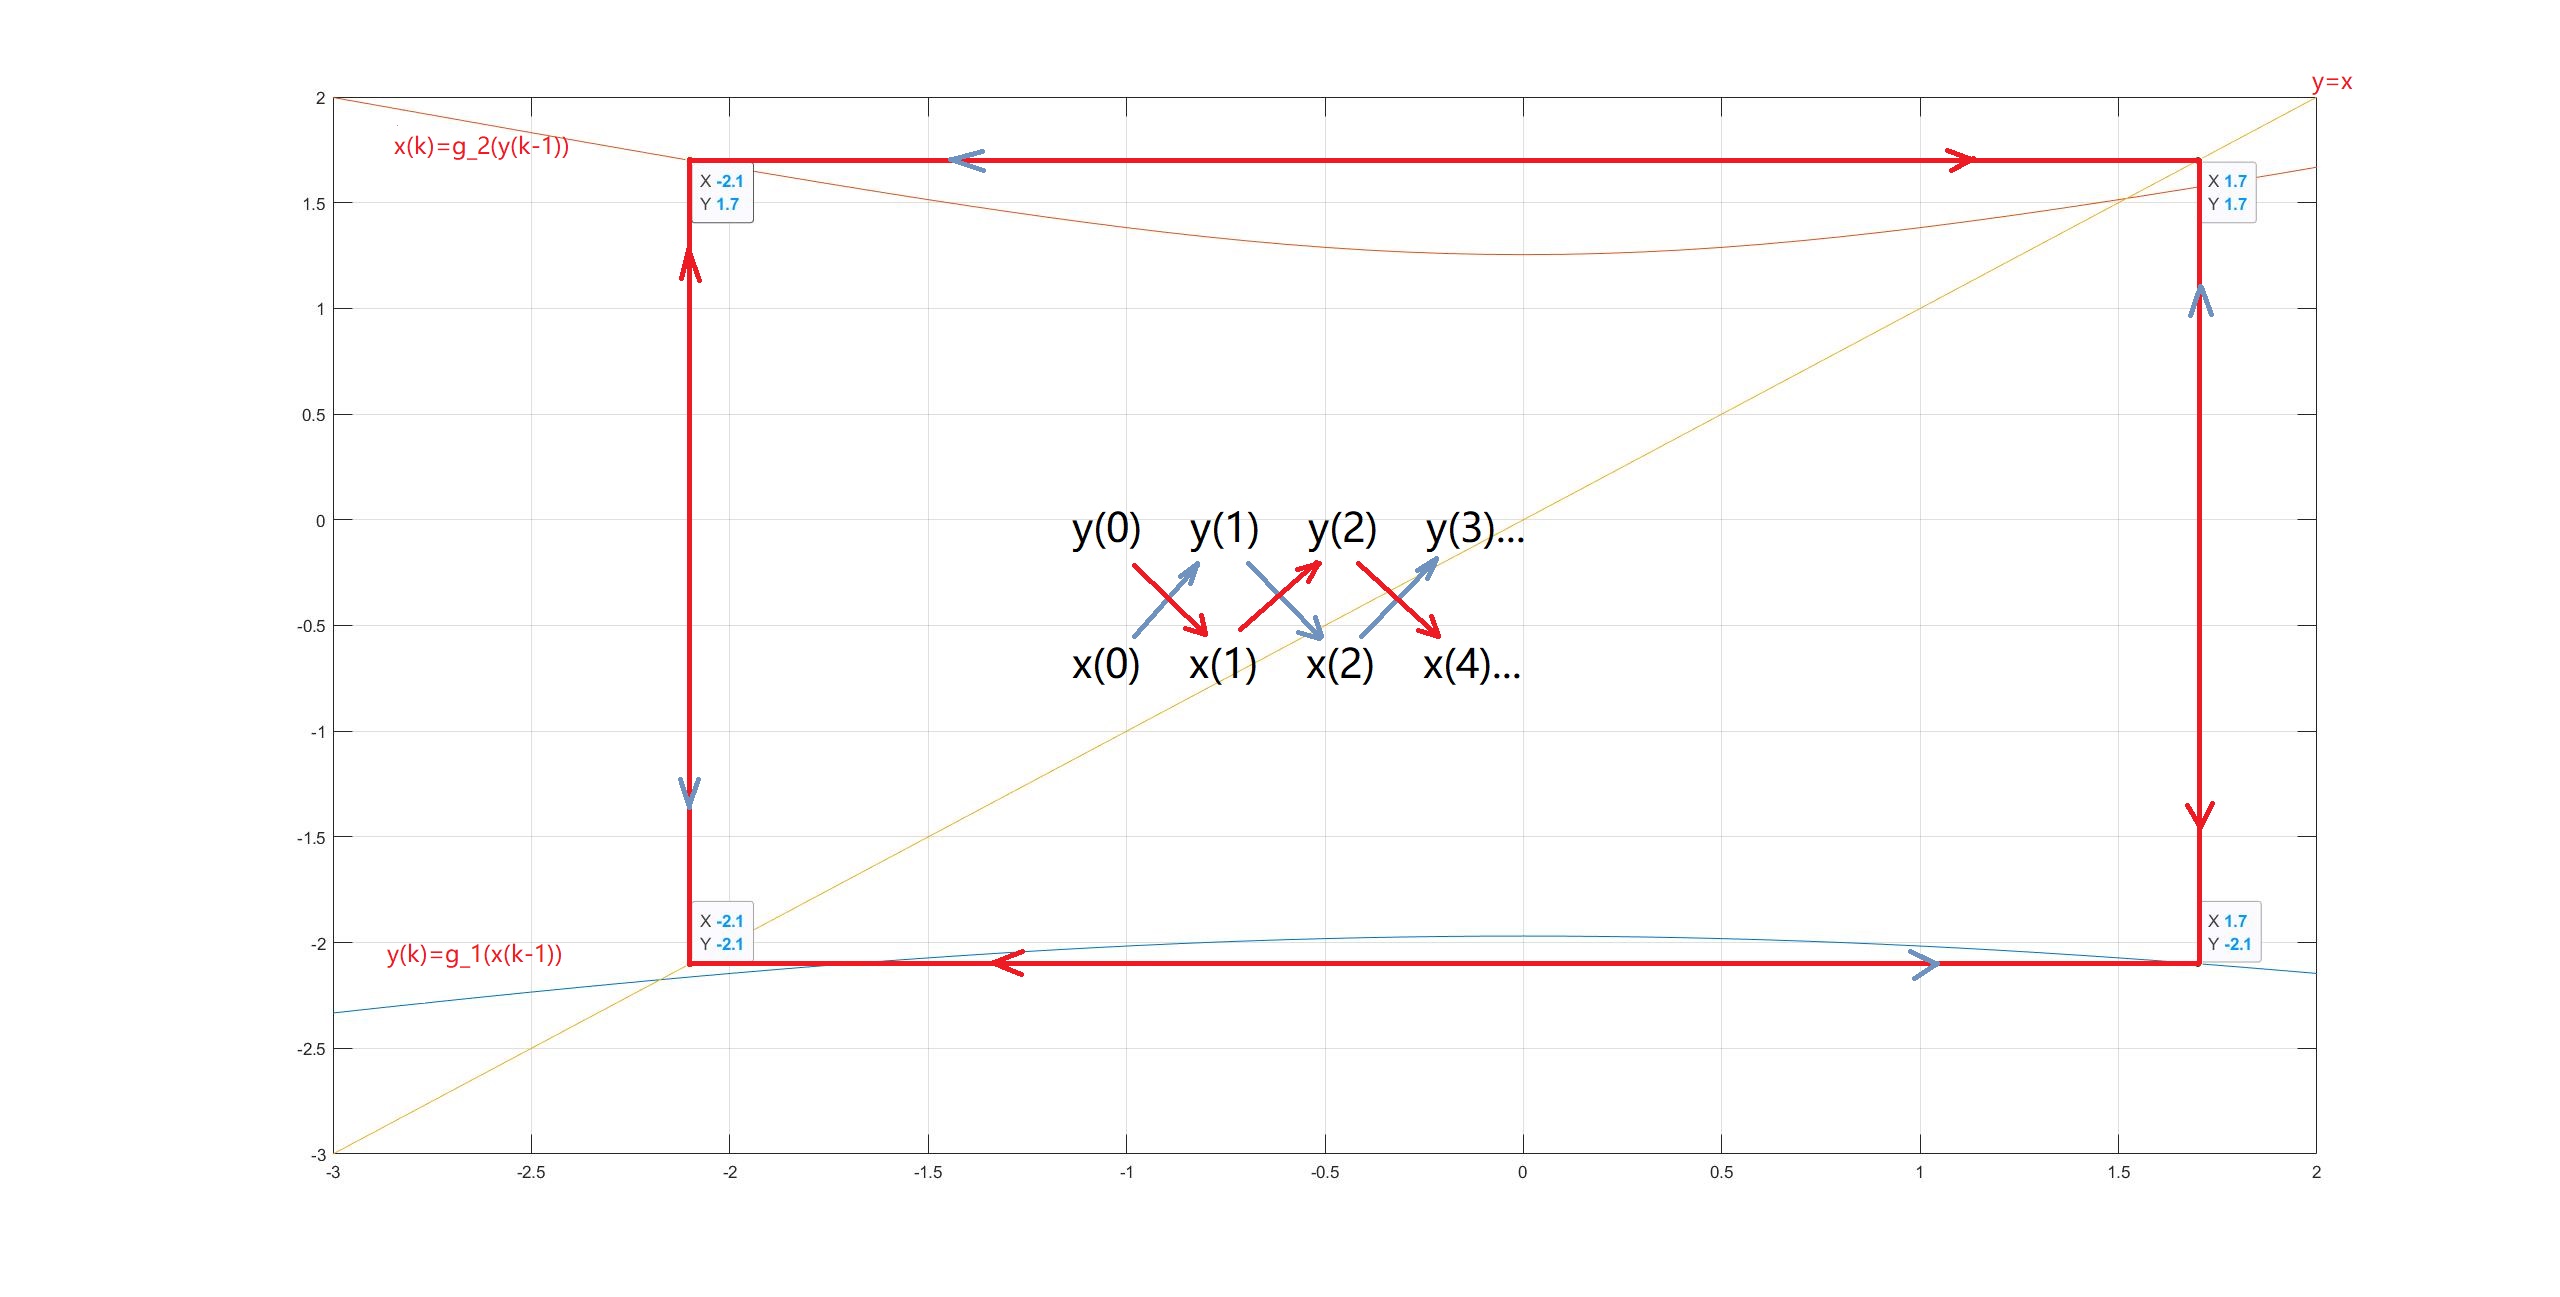 y=x
2
x(k)=g_2(y(k-1))
X -2.1
Y 1.7
X 1.7
Y 1.7
1.5
1
0.5
0
y(0) y(1) y(2) y(3)...
-0.5
x(0) x(1) x(2) x(4)...
-1
-1.5
X -2.1
Y -2.1
X 1.7
Y -2.1
-2
y(k)=g_1(x(k-1))
-2.5
-3
-3 -2.5 -2 -1.5 -1 -0.5 0 0.5 1 1.5 2